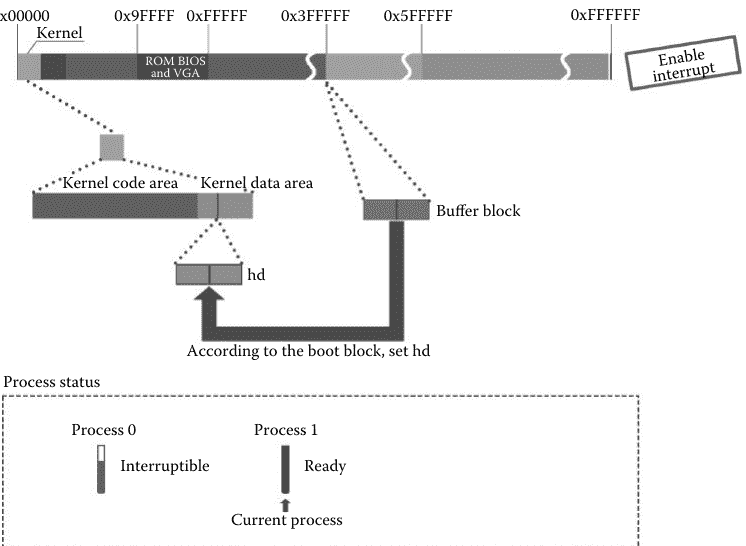 x00000 0x9FFFF 0xFFFFF 0x3FFFFF 0x5FFFF 0xFFFFFF
Kernel
ROM BIOS
and VGA
Enable
interrupt
Kernel code area Kernel data area
Buffer block
hd
According to the boot block, set hd
Process status
Process 0 Process 1
Interruptible Ready
Current process